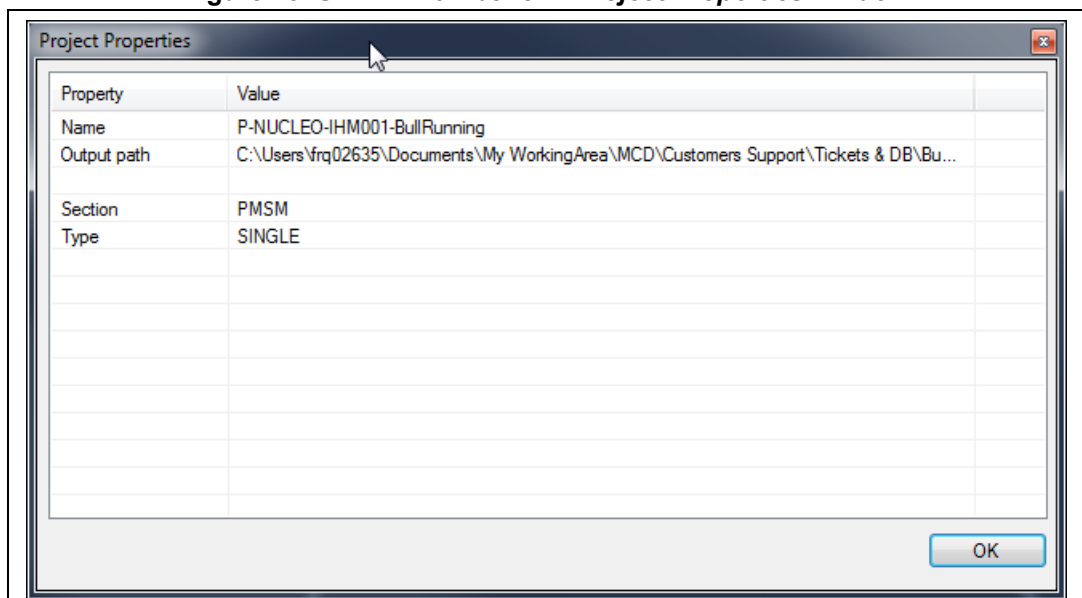 Project Properties
Property Value
Name P-NUCLEO-IHM001-BullRunning
Output path C:\Users\frq02635\Documents\My WorkingArea\MCD\Customers Support\Tickets & DB\Bu...
Section PMSM
Type SINGLE
OK